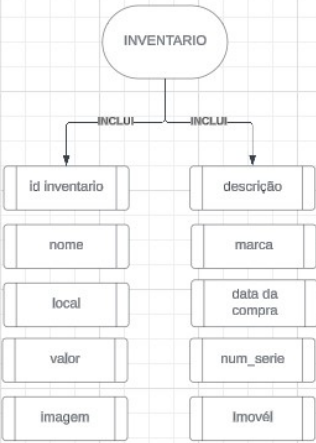 INVENTARIO
INCLUI
INCLUI
id inventario
descrição
nome
marca
local
data da
compra
valor
num_serie
imagem
Imovél